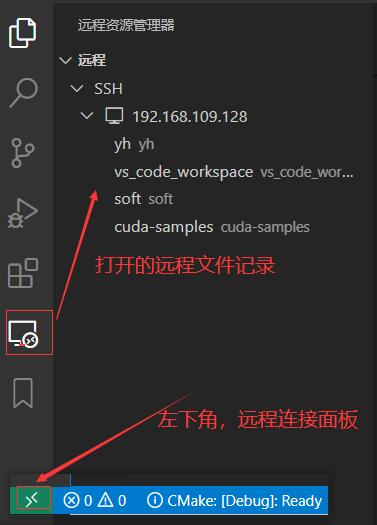 远程资源管理器
远程
SSH
192.168.109.128
yh yh
vs_code_workspace vs_code_wor...
soft soft
cuda-samples cuda-samples
打开的远程文件记录
左下角，远程连接面板
0 0 CMake: [Debug]: Ready